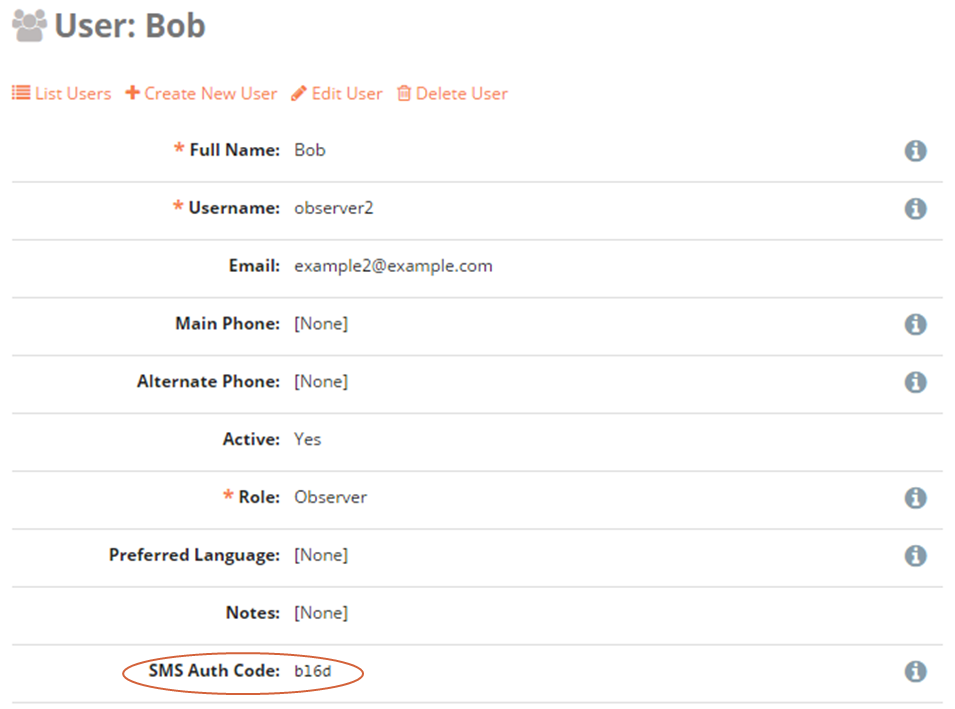 User: Bob
List Users Create New User Edit User Delete User
* Full Name: Bob
* Username: observer2
Email: example2@example.com
Main Phone: [None]
Alternate Phone: [None]
Active: Yes
* Role: Observer
Preferred Language: [None]
Notes: [None]
SMS Auth Code: bl6d